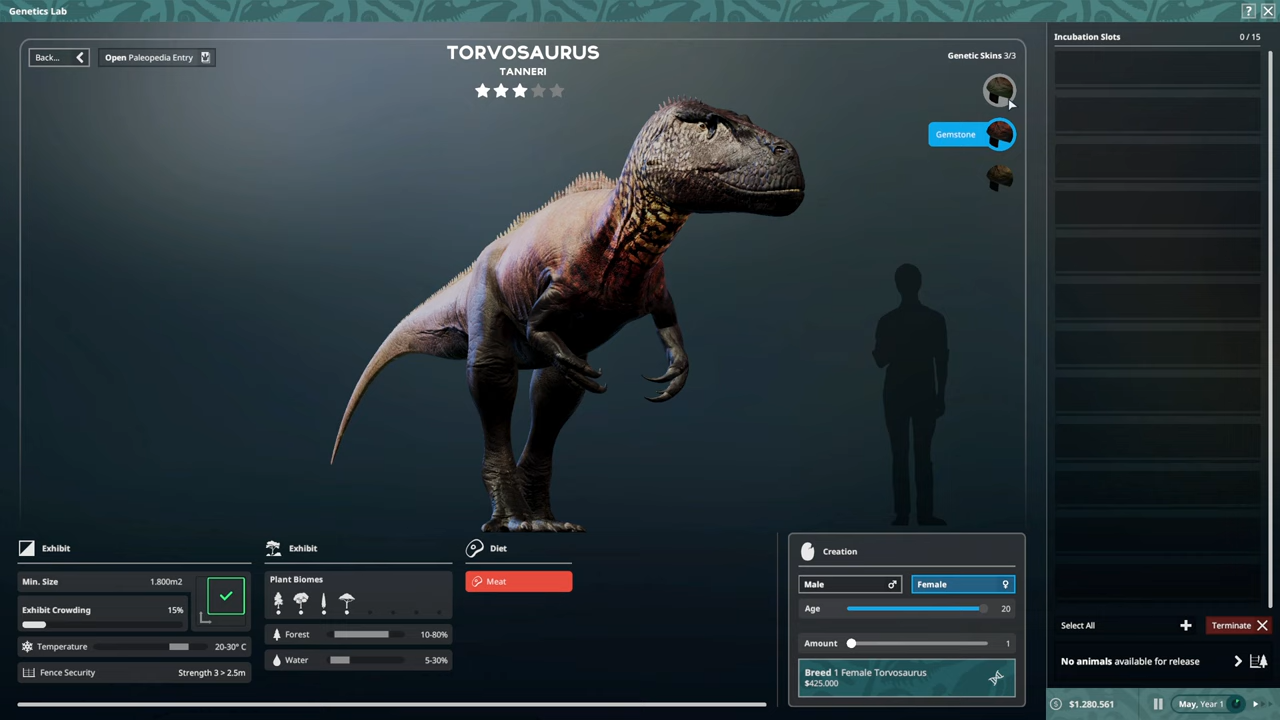 Genetics Lab
?
Back...
Open Paleopedia Entry
TORVOSAURUS
TANNERI
Genetic Skins 3/3
Gemstone
Incubation Slots 0 / 15
Exhibit
Min. Size 1.800m2
Exhibit Crowding 15%
Temperature 20-30° C
Fence Security Strength 3 > 2.5m
Exhibit
Plant Biomes
Forest 10-80%
Water 5-30%
Diet
Meat
Creation
Male
Female
Age 20
Amount 1
Breed 1 Female Torvosaurus
$425.000
Select All
Terminate
No animals available for release
$1.280.561
May, Year 1